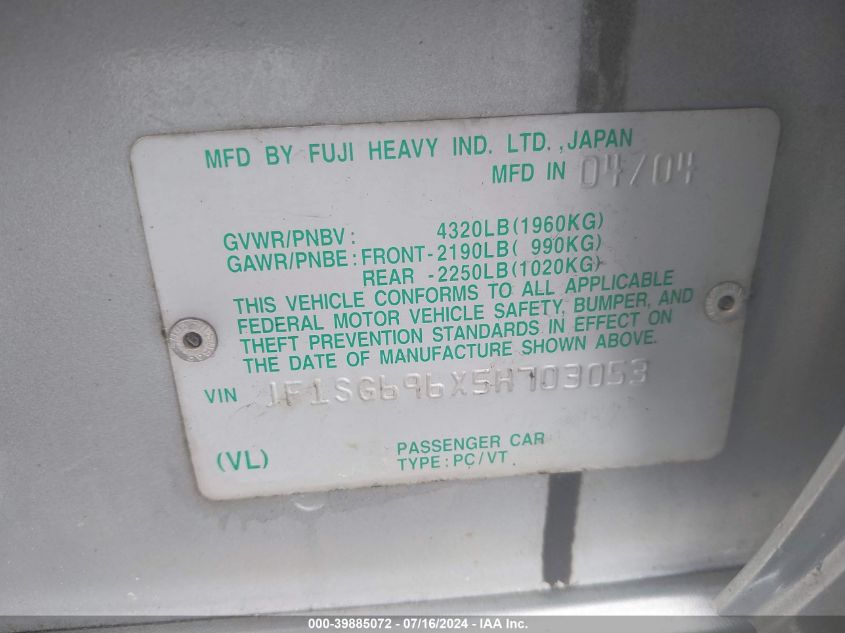 MFD BY FUJI HEAVY IND. LTD.,JAPAN
MFD IN 04/04
GVWR/PNBV: 4320LB(1960KG)
GAWR/PNBE:FRONT-2190LB( 990KG)
REAR -2250LB(1020KG)
THIS VEHICLE CONFORMS TO ALL APPLICABLE
FEDERAL MOTOR VEHICLE SAFETY, BUMPER, AND
THEFT PREVENTION STANDARDS IN EFFECT ON
THE DATE OF MANUFACTURE SHOWN ABOVE.
VIN JF1SG696X5H703053
(VL) PASSENGER CAR
TYPE:PC/VT
000-39885072 - 07/16/2024 - IAA Inc.